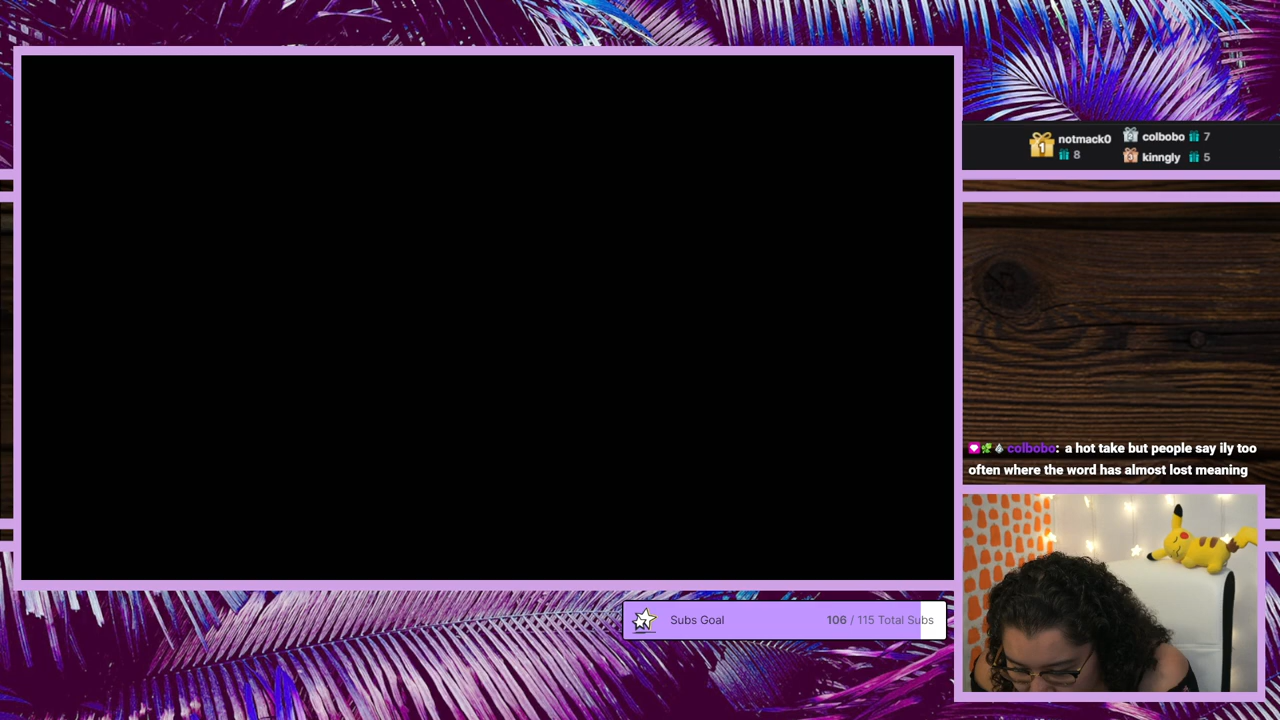 notmack0
8
colbobo 7
kinngly 5
colbobo: a hot take but people say ily too
often where the word has almost lost meaning
Subs Goal 106 / 115 Total Subs